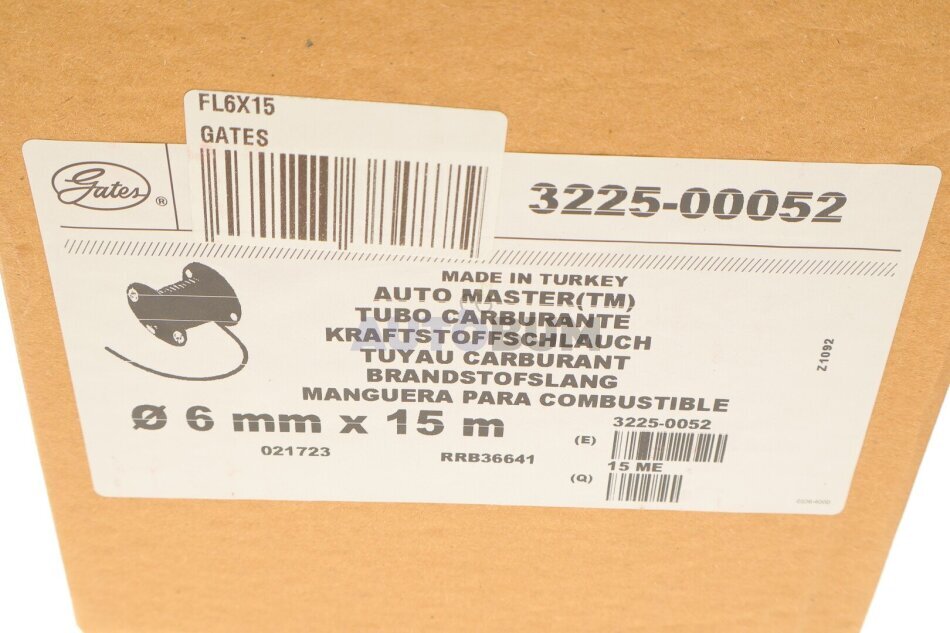 FL6X15
GATES
Gates ®
3225-00052
MADE IN TURKEY
AUTO MASTER(TM)
TUBO CARBURANTE
KRAFTSTOFFSCHLAUCH
TUYAU CARBURANT
BRANDSTOFSLANG
MANGUERA PARA COMBUSTIBLE
Ø 6 mm x 15 m
021723
RRB36641
(E)
3225-0052
(Q)
15 ME
Z1092